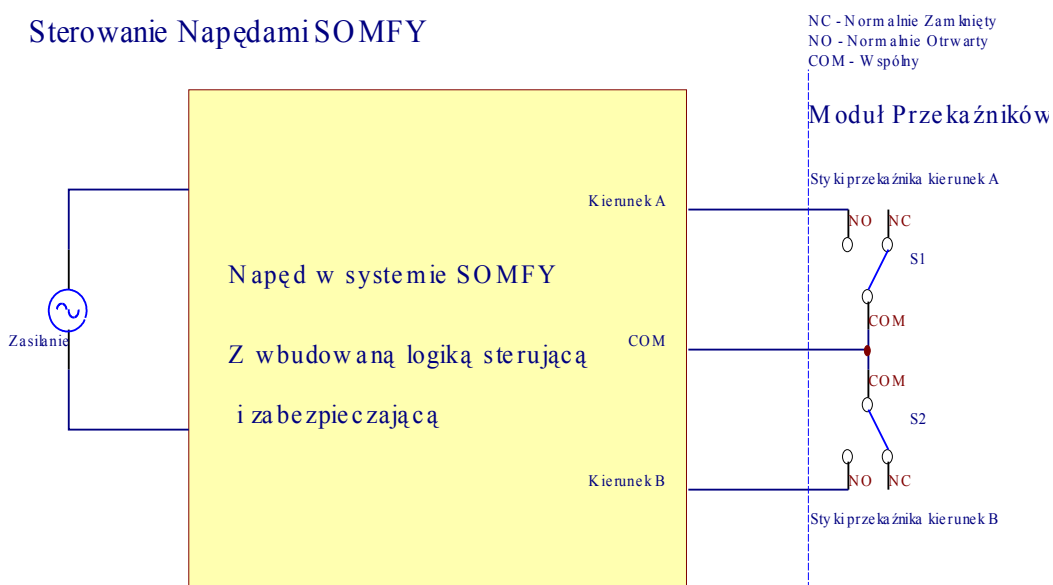 Sterowanie Napędami SOMFY
NC - Normalnie Zamknięty
NO - Normalnie Otrwarty
COM - Wspólny
Moduł Przekaźników
Styki przekaźnika kierunek A
Kierunek A
NO NC
S1
Napęd w systemie SOMFY
COM
Zasilanie
Z wbudowaną logiką sterującą
COM
COM
i zabezpieczającą
S2
Kierunek B
NO NC
Styki przekaźnika kierunek B